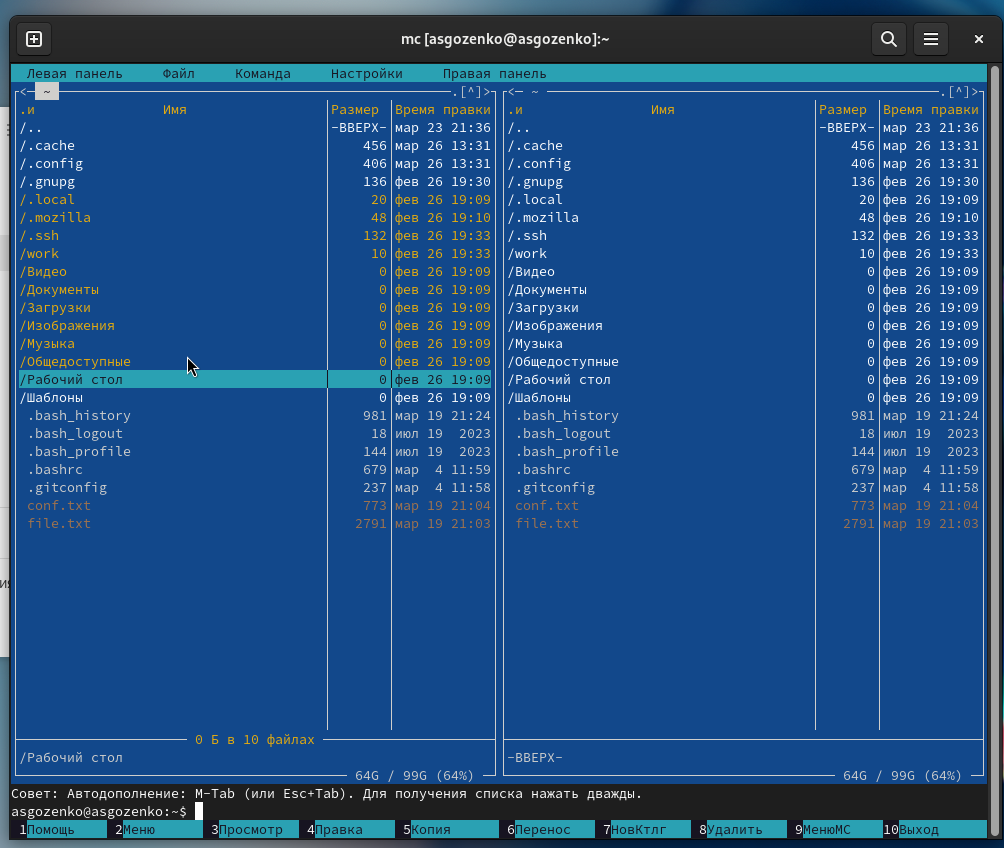 mc [asgozenko@asgozenko]:~
Левая панель Файл Команда Настройки Правая панель
<- ~ .[^]> <- ~ .[^]>
.и Имя Размер Время правки .и Имя Размер Время правки
/.. -ВВЕРХ- мар 23 21:36 /.. -ВВЕРХ- мар 23 21:36
/.cache 456 мар 26 13:31 /.cache 456 мар 26 13:31
/.config 406 мар 26 13:31 /.config 406 мар 26 13:31
/.gnupg 136 фев 26 19:30 /.gnupg 136 фев 26 19:30
/.local 20 фев 26 19:09 /.local 20 фев 26 19:09
/.mozilla 48 фев 26 19:10 /.mozilla 48 фев 26 19:10
/.ssh 132 фев 26 19:33 /.ssh 132 фев 26 19:33
/work 10 фев 26 19:33 /work 10 фев 26 19:33
/Видео 0 фев 26 19:09 /Видео 0 фев 26 19:09
/Документы 0 фев 26 19:09 /Документы 0 фев 26 19:09
/Загрузки 0 фев 26 19:09 /Загрузки 0 фев 26 19:09
/Изображения 0 фев 26 19:09 /Изображения 0 фев 26 19:09
/Музыка 0 фев 26 19:09 /Музыка 0 фев 26 19:09
/Общедоступные 0 фев 26 19:09 /Общедоступные 0 фев 26 19:09
/Рабочий стол 0 фев 26 19:09 /Рабочий стол 0 фев 26 19:09
/Шаблоны 0 фев 26 19:09 /Шаблоны 0 фев 26 19:09
.bash_history 981 мар 19 21:24 .bash_history 981 мар 19 21:24
.bash_logout 18 июл 19 2023 .bash_logout 18 июл 19 2023
.bash_profile 144 июл 19 2023 .bash_profile 144 июл 19 2023
.bashrc 679 мар 4 11:59 .bashrc 679 мар 4 11:59
.gitconfig 237 мар 4 11:58 .gitconfig 237 мар 4 11:58
conf.txt 773 мар 19 21:04 conf.txt 773 мар 19 21:04
file.txt 2791 мар 19 21:03 file.txt 2791 мар 19 21:03
0 Б в 10 файлах
/Рабочий стол -ВВЕРХ-
64G / 99G (64%) 64G / 99G (64%)
Совет: Автодополнение: M-Tab (или Esc+Tab). Для получения списка нажать дважды.
asgozenko@asgozenko:~$
1Помощь 2Меню 3Просмотр 4Правка 5Копия 6Перенос 7НовКтлг 8Удалить 9МенюMC 10Выход